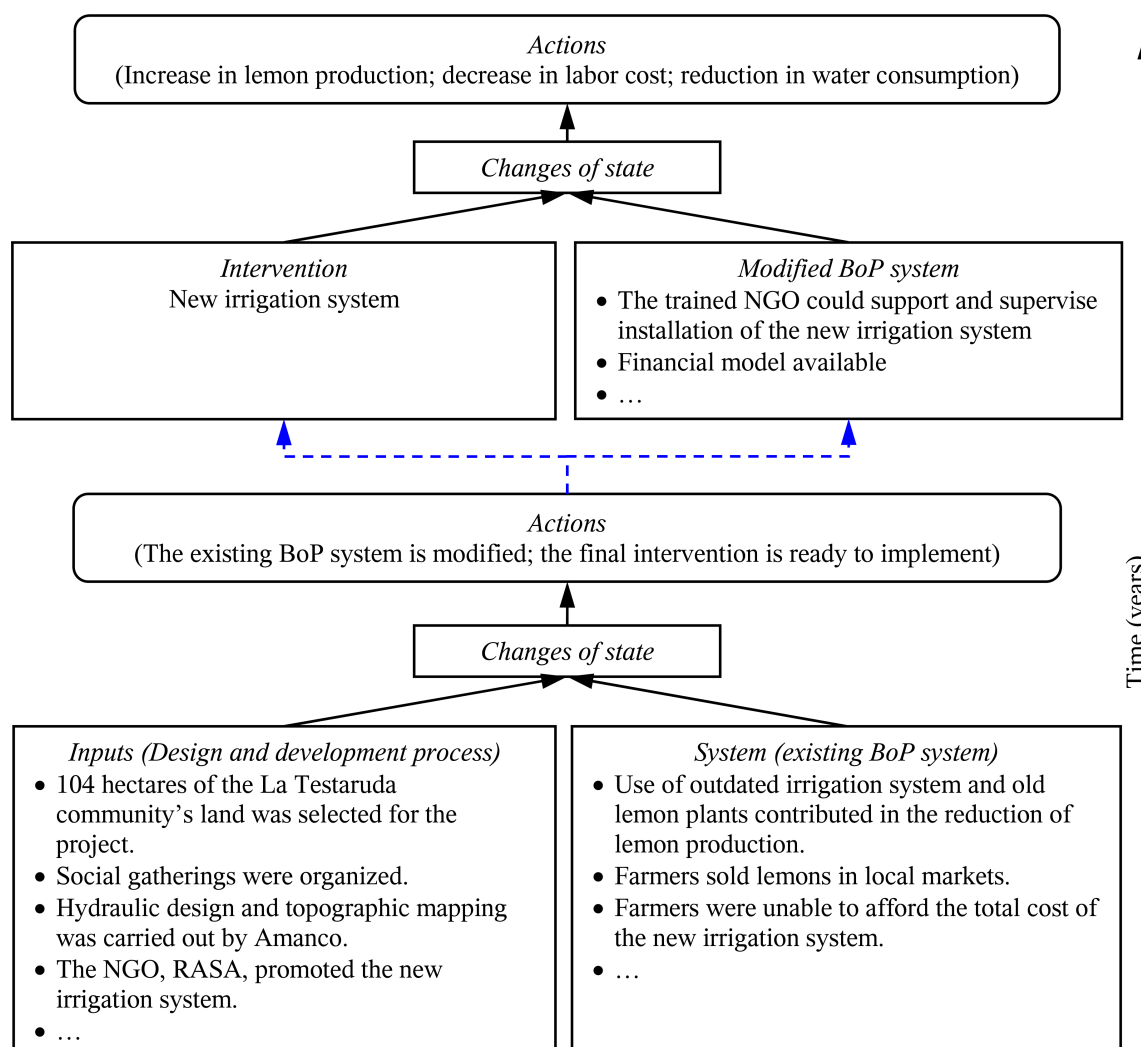 Actions
(Increase in lemon production; decrease in labor cost; reduction in water consumption)
Changes of state
Intervention
New irrigation system
Modified BoP system
• The trained NGO could support and supervise
installation of the new irrigation system
• Financial model available
• …
Actions
(The existing BoP system is modified; the final intervention is ready to implement)
Time (years)
Changes of state
Inputs (Design and development process)
• 104 hectares of the La Testaruda
community’s land was selected for the
project.
• Social gatherings were organized.
• Hydraulic design and topographic mapping
was carried out by Amanco.
• The NGO, RASA, promoted the new
irrigation system.
• …
System (existing BoP system)
• Use of outdated irrigation system and old
lemon plants contributed in the reduction of
lemon production.
• Farmers sold lemons in local markets.
• Farmers were unable to afford the total cost of
the new irrigation system.
• …